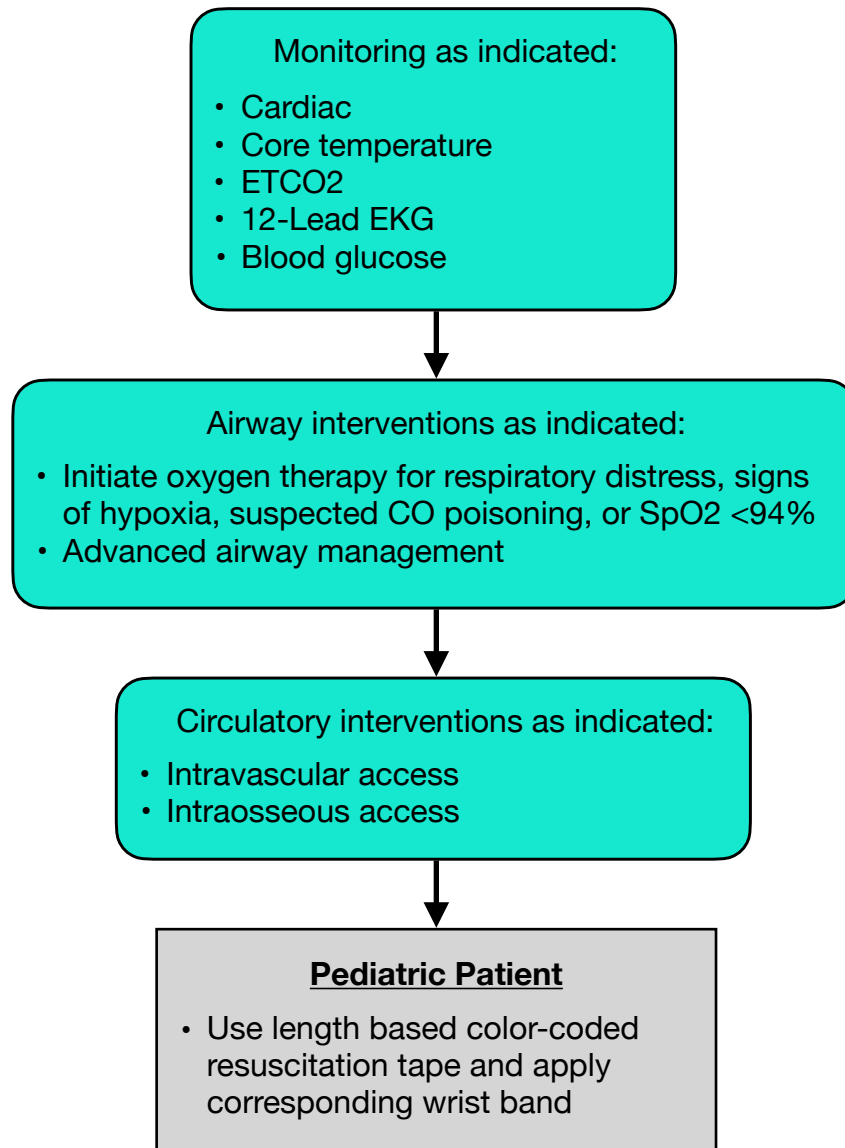 Monitoring as indicated:
• Cardiac
• Core temperature
• ETCO2
• 12-Lead EKG
• Blood glucose
Airway interventions as indicated:
• Initiate oxygen therapy for respiratory distress, signs
of hypoxia, suspected CO poisoning, or SpO2 <94%
• Advanced airway management
Circulatory interventions as indicated:
• Intravascular access
• Intraosseous access
Pediatric Patient
• Use length based color-coded
resuscitation tape and apply
corresponding wrist band